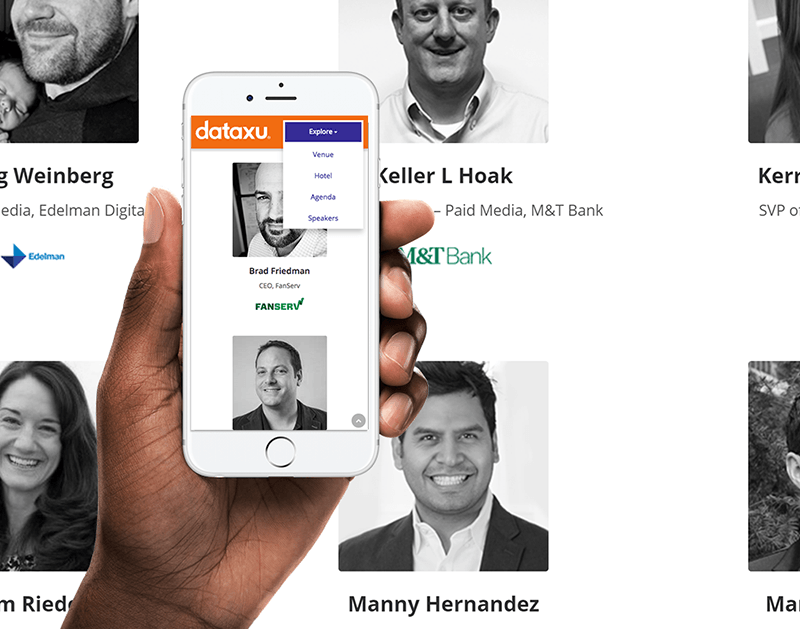 dataxu.
Explore
Venue
Hotel
Agenda
Speakers
Brad Friedman
CEO, FanServ
FANSERV
g Weinberg
edia, Edelman Digita
Edelman
Keller L Hoak
– Paid Media, M&T Bank
M&T Bank
Kerr
SVP o
m Ried
Manny Hernandez
Ma